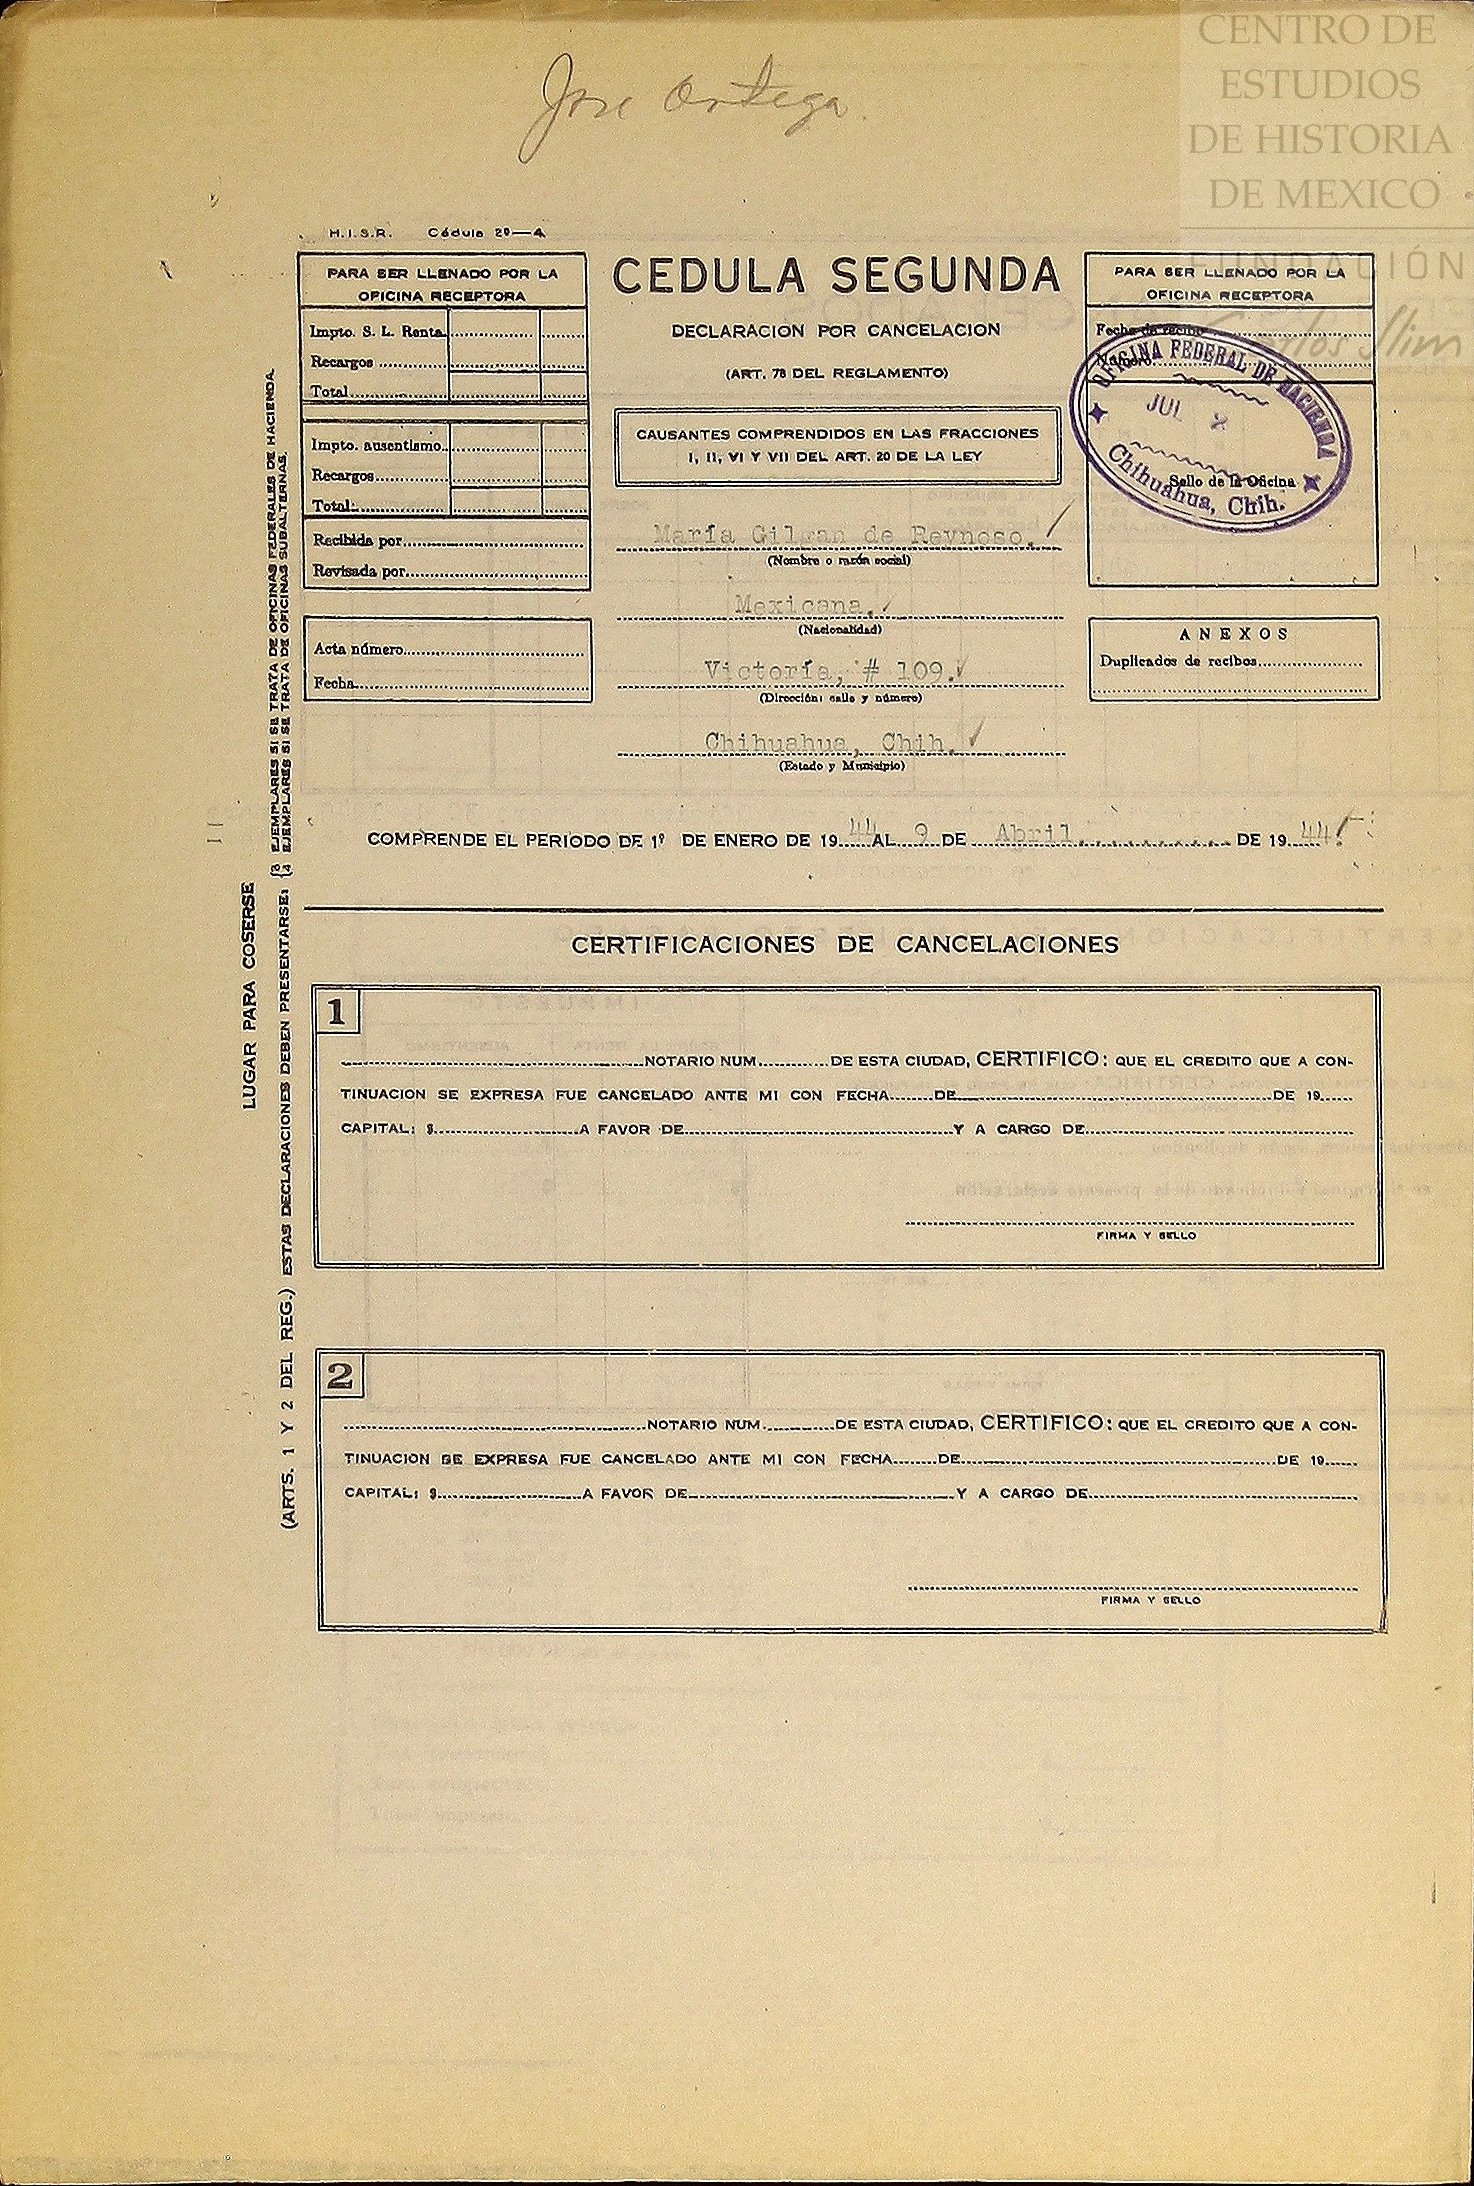 CENTRO DE
ESTUDIOS
DE HISTORIA
DE MEXICO
FUNDACIÓN
Carlos Slim
Jose Ortega.
H.I.S.R. Cédula 2ª—4
PARA SER LLENADO POR LA
OFICINA RECEPTORA
Impto. S. L. Renta
Recargos
Total
Impto. ausentismo
Recargos
Total
Recibida por
Revisada por
Acta número
Fecha
CEDULA SEGUNDA
DECLARACION POR CANCELACION
(ART. 78 DEL REGLAMENTO)
CAUSANTES COMPRENDIDOS EN LAS FRACCIONES
I, II, VI Y VII DEL ART. 20 DE LA LEY
María Gilgan de Reynoso.
(Nombre o razón social)
Mexicana.
(Nacionalidad)
Victoria, # 109.
(Dirección: calle y número)
Chihuahua, Chih.
(Estado y Municipio)
PARA SER LLENADO POR LA
OFICINA RECEPTORA
Fecha de recibo
Número
OFICINA FEDERAL DE HACIENDA
JUL 2
Sello de la Oficina
Chihuahua, Chih.
ANEXOS
Duplicados de recibos
COMPRENDE EL PERIODO DE 1º DE ENERO DE 1944 AL 9 DE Abril DE 1944
CERTIFICACIONES DE CANCELACIONES
1
NOTARIO NUM. DE ESTA CIUDAD, CERTIFICO: QUE EL CREDITO QUE A CON-
TINUACION SE EXPRESA FUE CANCELADO ANTE MI CON FECHA DE DE 19
CAPITAL: $ A FAVOR DE Y A CARGO DE
FIRMA Y SELLO
2
NOTARIO NUM. DE ESTA CIUDAD, CERTIFICO: QUE EL CREDITO QUE A CON-
TINUACION SE EXPRESA FUE CANCELADO ANTE MI CON FECHA DE DE 19
CAPITAL: $ A FAVOR DE Y A CARGO DE
FIRMA Y SELLO
LUGAR PARA COSERSE
(ARTS. 1 Y 2 DEL REG.) ESTAS DECLARACIONES DEBEN PRESENTARSE:
3 EJEMPLARES SI SE TRATA DE OFICINAS FEDERALES DE HACIENDA.
4 EJEMPLARES SI SE TRATA DE OFICINAS SUBALTERNAS.